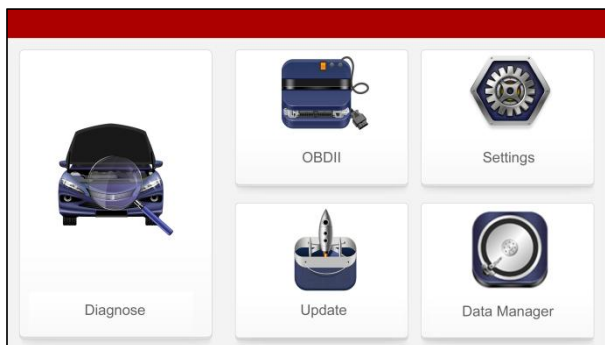 OBDII
Settings
Diagnose
Update
Data Manager